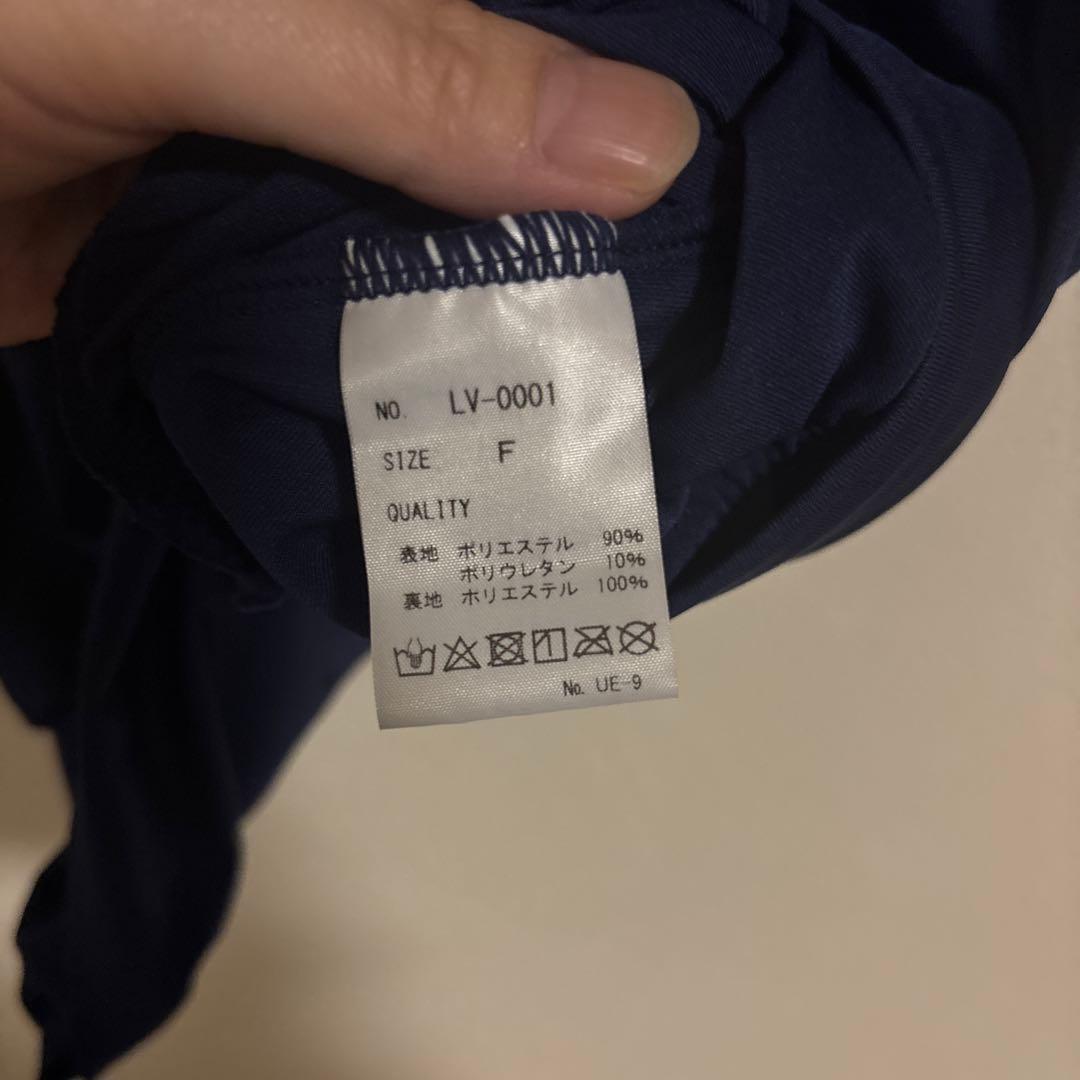 NO. LV-0001
SIZE F
QUALITY
表地 ポリエステル 90%
ポリウレタン 10%
裏地 ポリエステル 100%
No. UE-9